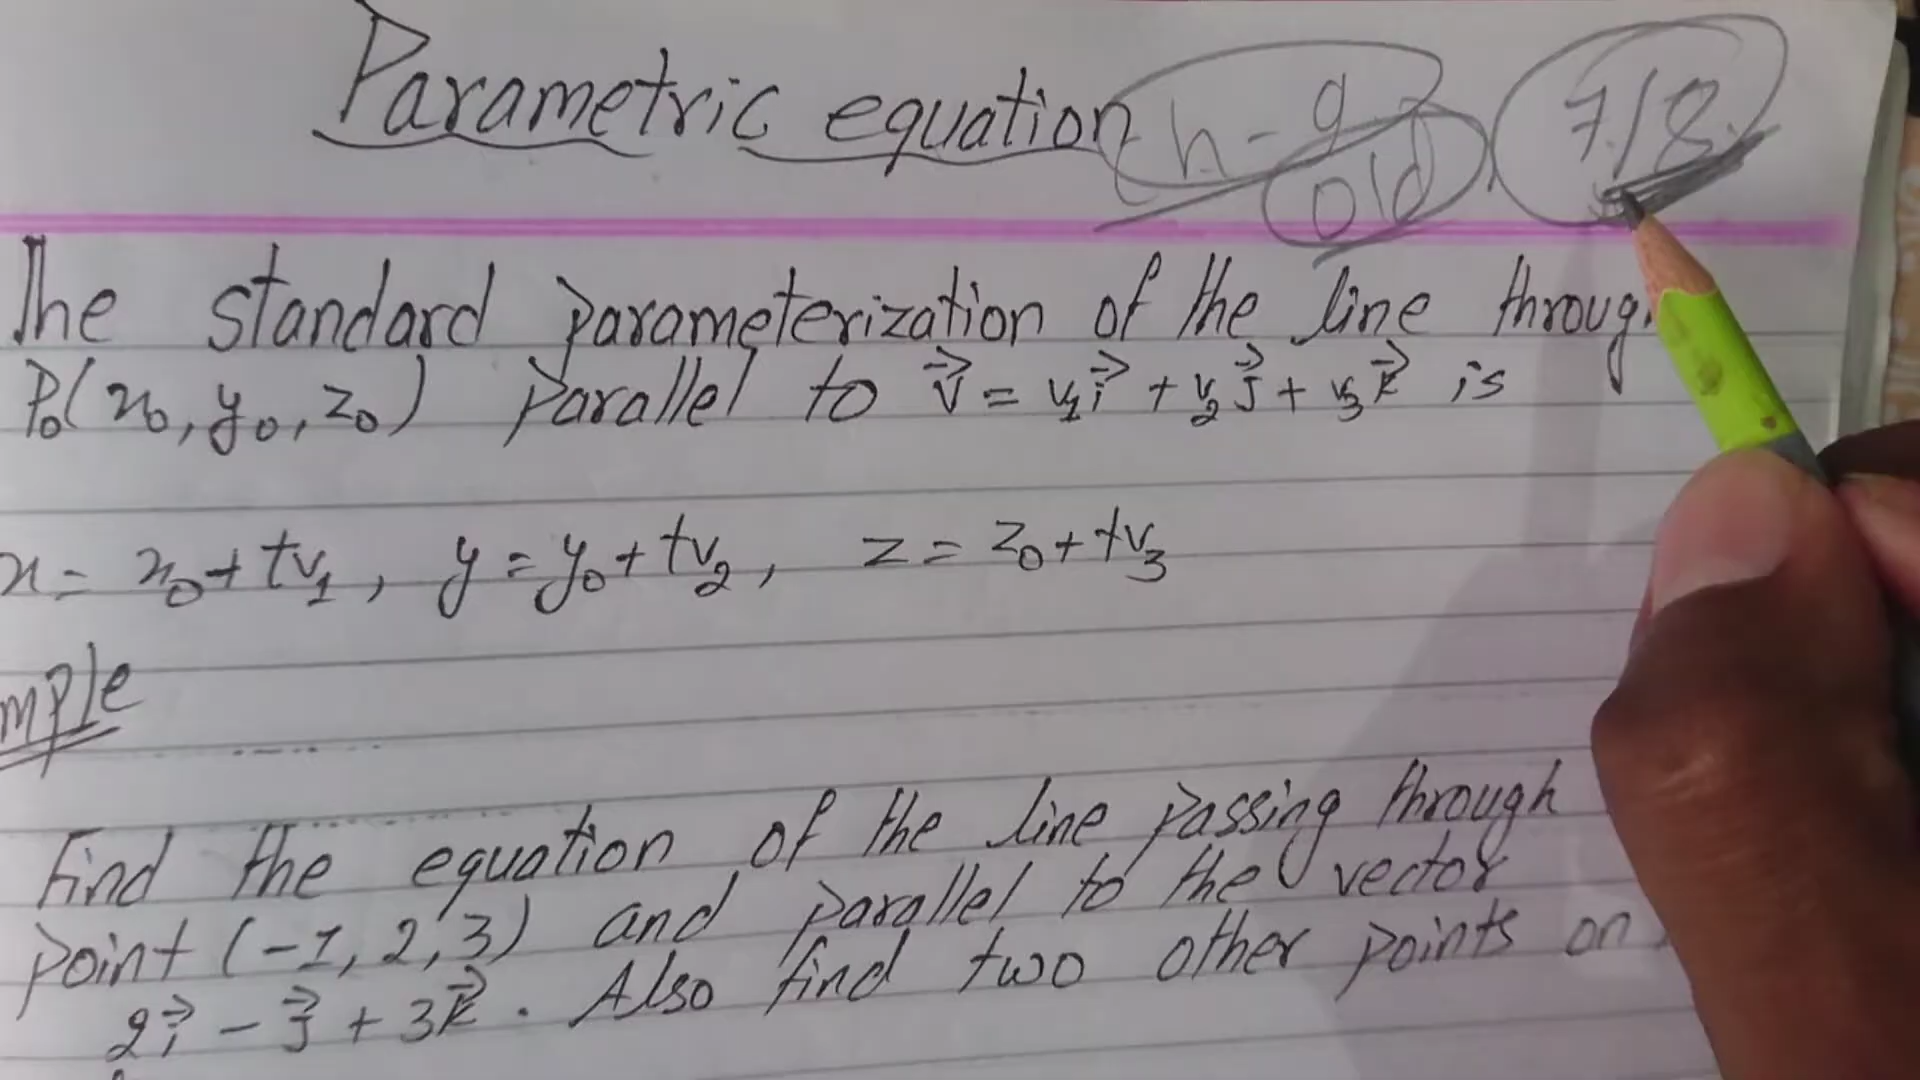 Parametric equation
h - g
old
7/8
The standard parameterization of the line throug
P₀(x₀, y₀, z₀) parallel to v⃗ = v₁i⃗ + v₂j⃗ + v₃k⃗ is
x = x₀ + tv₁, y = y₀ + tv₂, z = z₀ + tv₃
mple
Find the equation of the line passing through
point (-1, 2, 3) and parallel to the vector
2i⃗ - j⃗ + 3k⃗. Also find two other points on